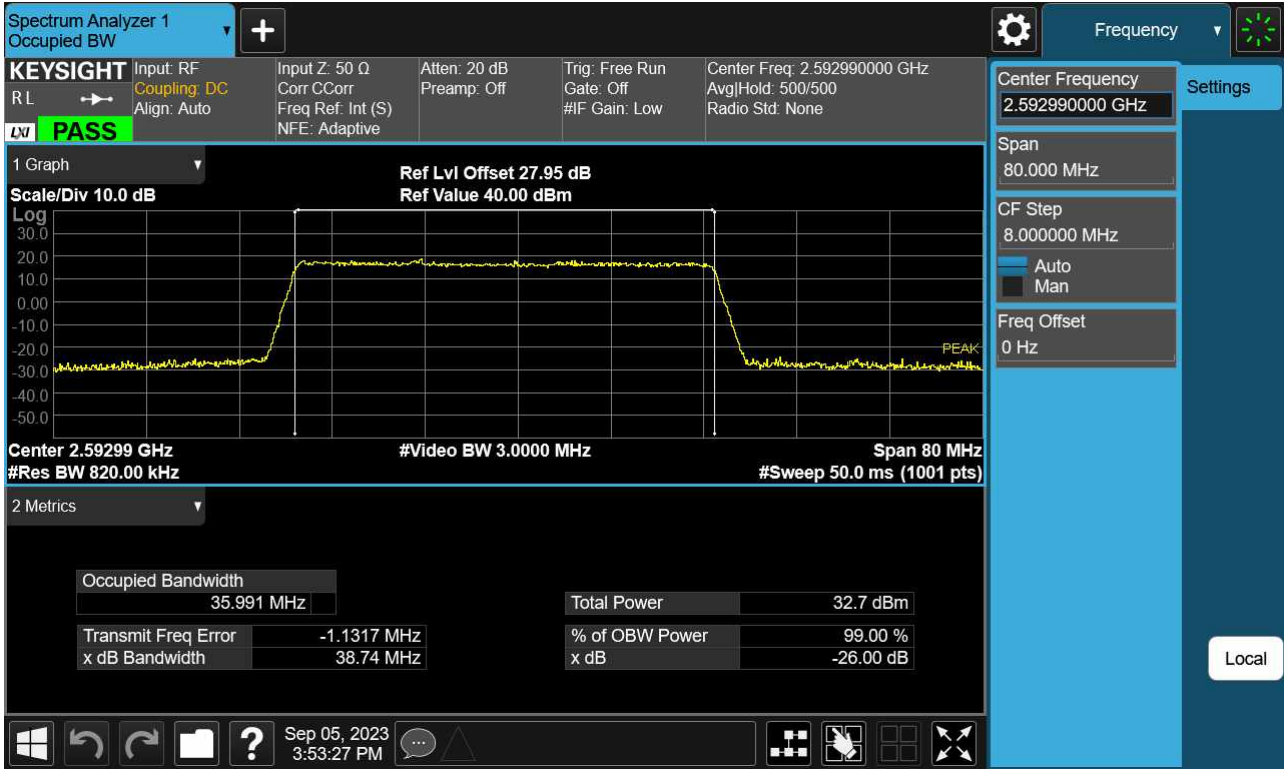 Spectrum Analyzer 1
Occupied BW
Frequency
KEYSIGHT
R L
LXI PASS
Input: RF
Coupling: DC
Align: Auto
Input Z: 50 Ω
Corr CCorr
Freq Ref: Int (S)
NFE: Adaptive
Atten: 20 dB
Preamp: Off
Trig: Free Run
Gate: Off
#IF Gain: Low
Center Freq: 2.592990000 GHz
Avg|Hold: 500/500
Radio Std: None
Center Frequency
2.592990000 GHz
Settings
Span
80.000 MHz
CF Step
8.000000 MHz
Auto
Man
Freq Offset
0 Hz
1 Graph
Ref Lvl Offset 27.95 dB
Scale/Div 10.0 dB
Ref Value 40.00 dBm
Log
30.0
20.0
10.0
0.00
-10.0
-20.0
-30.0
-40.0
-50.0
PEAK
Center 2.59299 GHz
#Video BW 3.0000 MHz
Span 80 MHz
#Res BW 820.00 kHz
#Sweep 50.0 ms (1001 pts)
2 Metrics
Occupied Bandwidth
35.991 MHz
Total Power 32.7 dBm
Transmit Freq Error -1.1317 MHz
% of OBW Power 99.00 %
x dB Bandwidth 38.74 MHz
x dB -26.00 dB
Local
?
Sep 05, 2023
3:53:27 PM